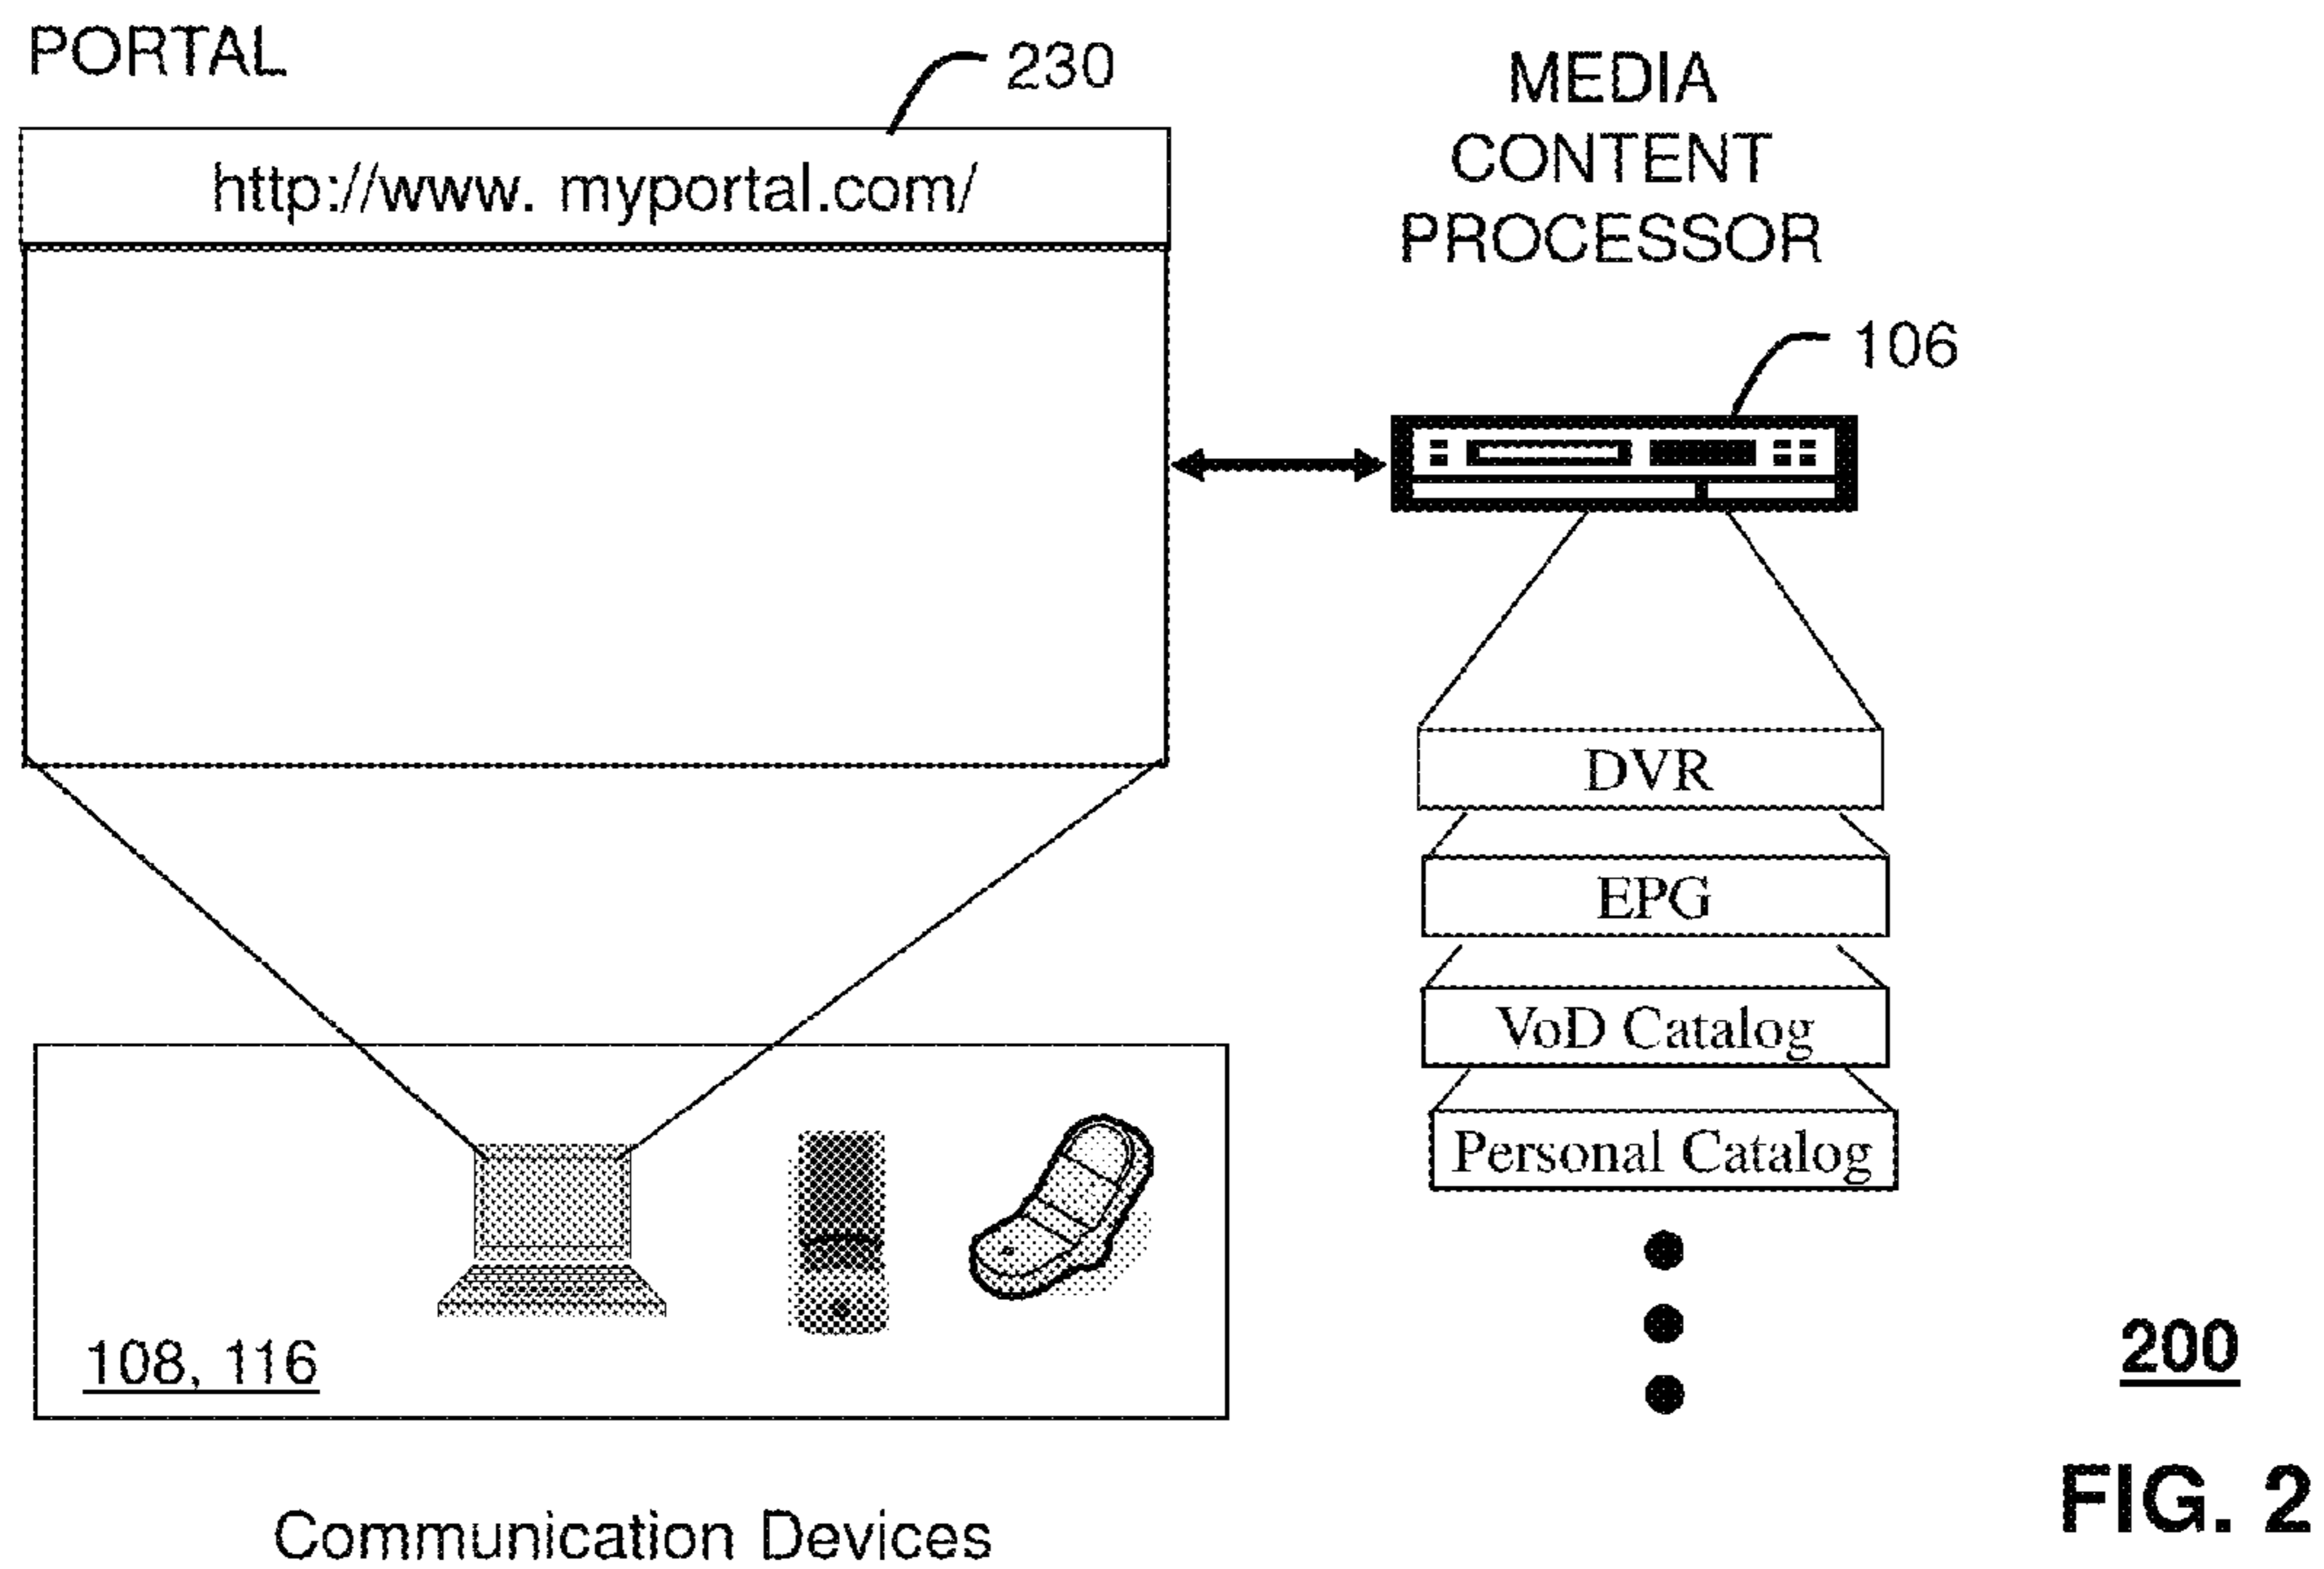 PORTAL
230
http://www. myportal.com/
MEDIA
CONTENT
PROCESSOR
106
DVR
EPG
VoD Catalog
Personal Catalog
108, 116
Communication Devices
200
FIG. 2